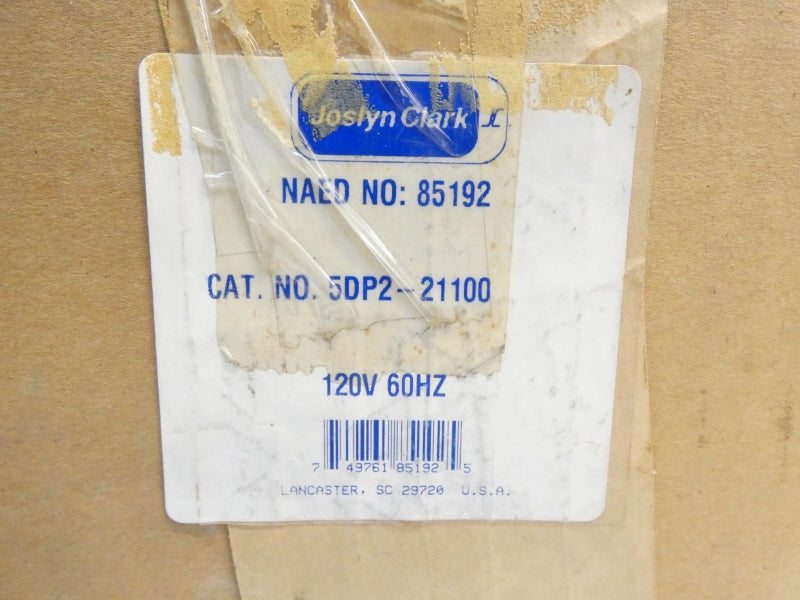 Joslyn Clark
NAED NO: 85192
CAT. NO. 5DP2-21100
120V 60HZ
7 49761 85192 5
LANCASTER, SC 29720 U.S.A.